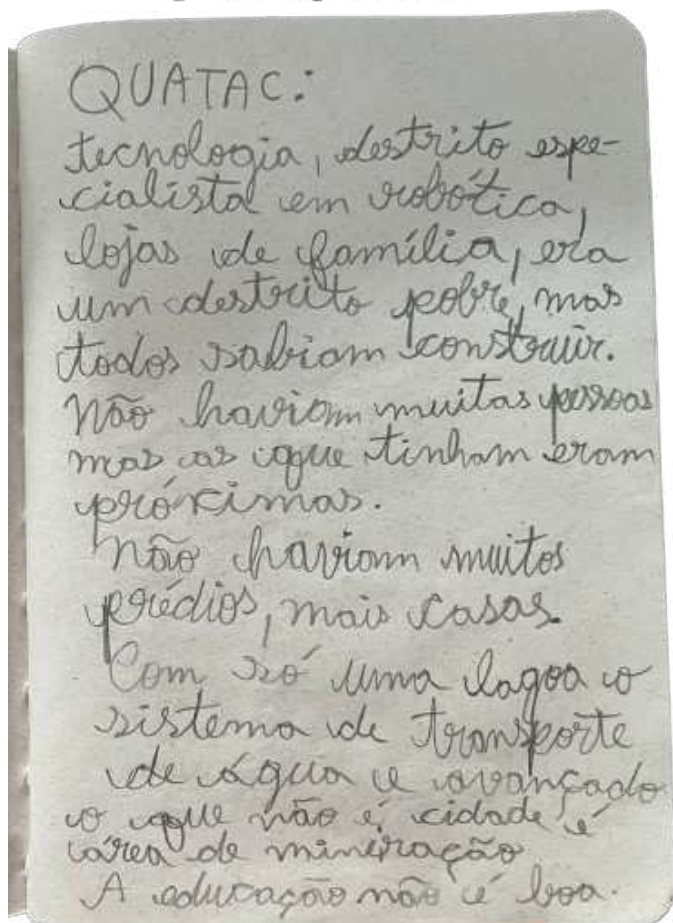 QUATAC:
tecnologia, destrito espe-
cialista em robótica,
lojas de família, era
um destrito pobre, mas
todos sabiam construir.
Não haviam muitas pessoas
mas as que tinham eram
próximas.
Não haviam muitos
prédios, mais casas.
Com só uma lagoa o
sistema de transporte
de água é avançado
o que não é cidade é
área de mineração
A educação não é boa.